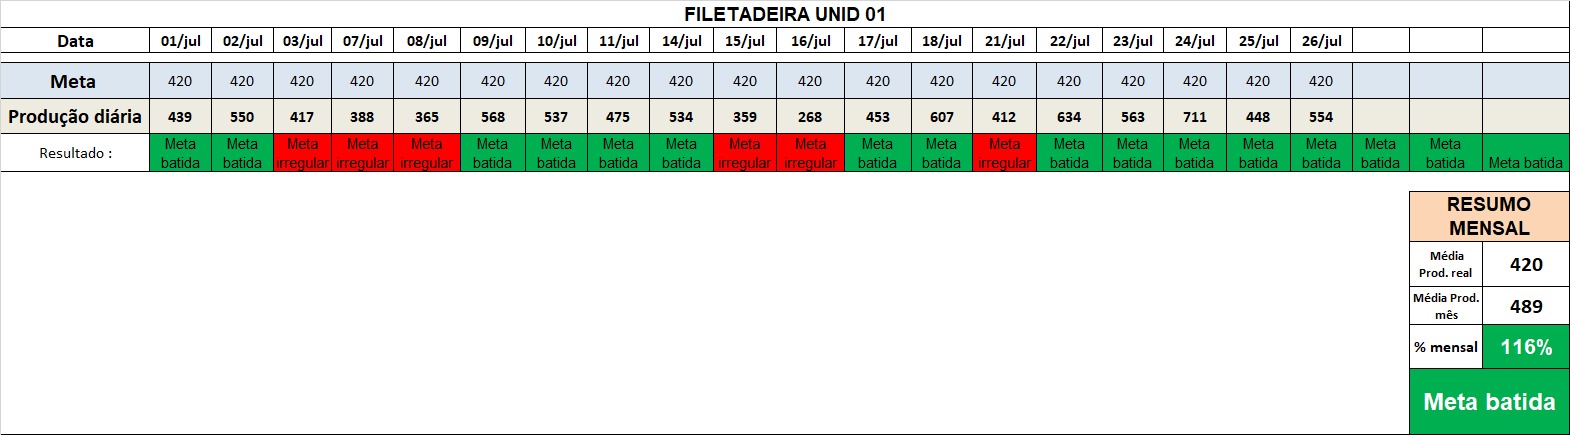 FILETADEIRA UNID 01
Data 01/jul 02/jul 03/jul 07/jul 08/jul 09/jul 10/jul 11/jul 14/jul 15/jul 16/jul 17/jul 18/jul 21/jul 22/jul 23/jul 24/jul 25/jul 26/jul
Meta 420 420 420 420 420 420 420 420 420 420 420 420 420 420 420 420 420 420 420
Produção diária 439 550 417 388 365 568 537 475 534 359 268 453 607 412 634 563 711 448 554
Resultado : Meta batida Meta batida Meta irregular Meta irregular Meta irregular Meta batida Meta batida Meta batida Meta batida Meta irregular Meta irregular Meta batida Meta batida Meta irregular Meta batida Meta batida Meta batida Meta batida Meta batida Meta batida Meta batida Meta batida
RESUMO
MENSAL
Média
Prod. real 420
Média Prod.
mês 489
% mensal 116%
Meta batida